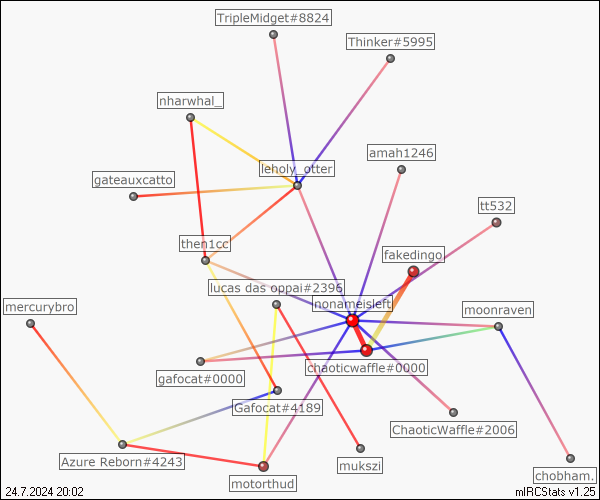 TripleMidget#8824
Thinker#5995
nharwhal_
amah1246
leholy_otter
gateauxcatto
tt532
then1cc
fakedingo
lucas das oppai#2396
mercurybro
nonameisleft
moonraven
chaoticwaffle#0000
gafocat#0000
Gafocat#4189
ChaoticWaffle#2006
Azure Reborn#4243
mukszi
motorthud
chobham.
24.7.2024 20:02
mIRCStats v1.25